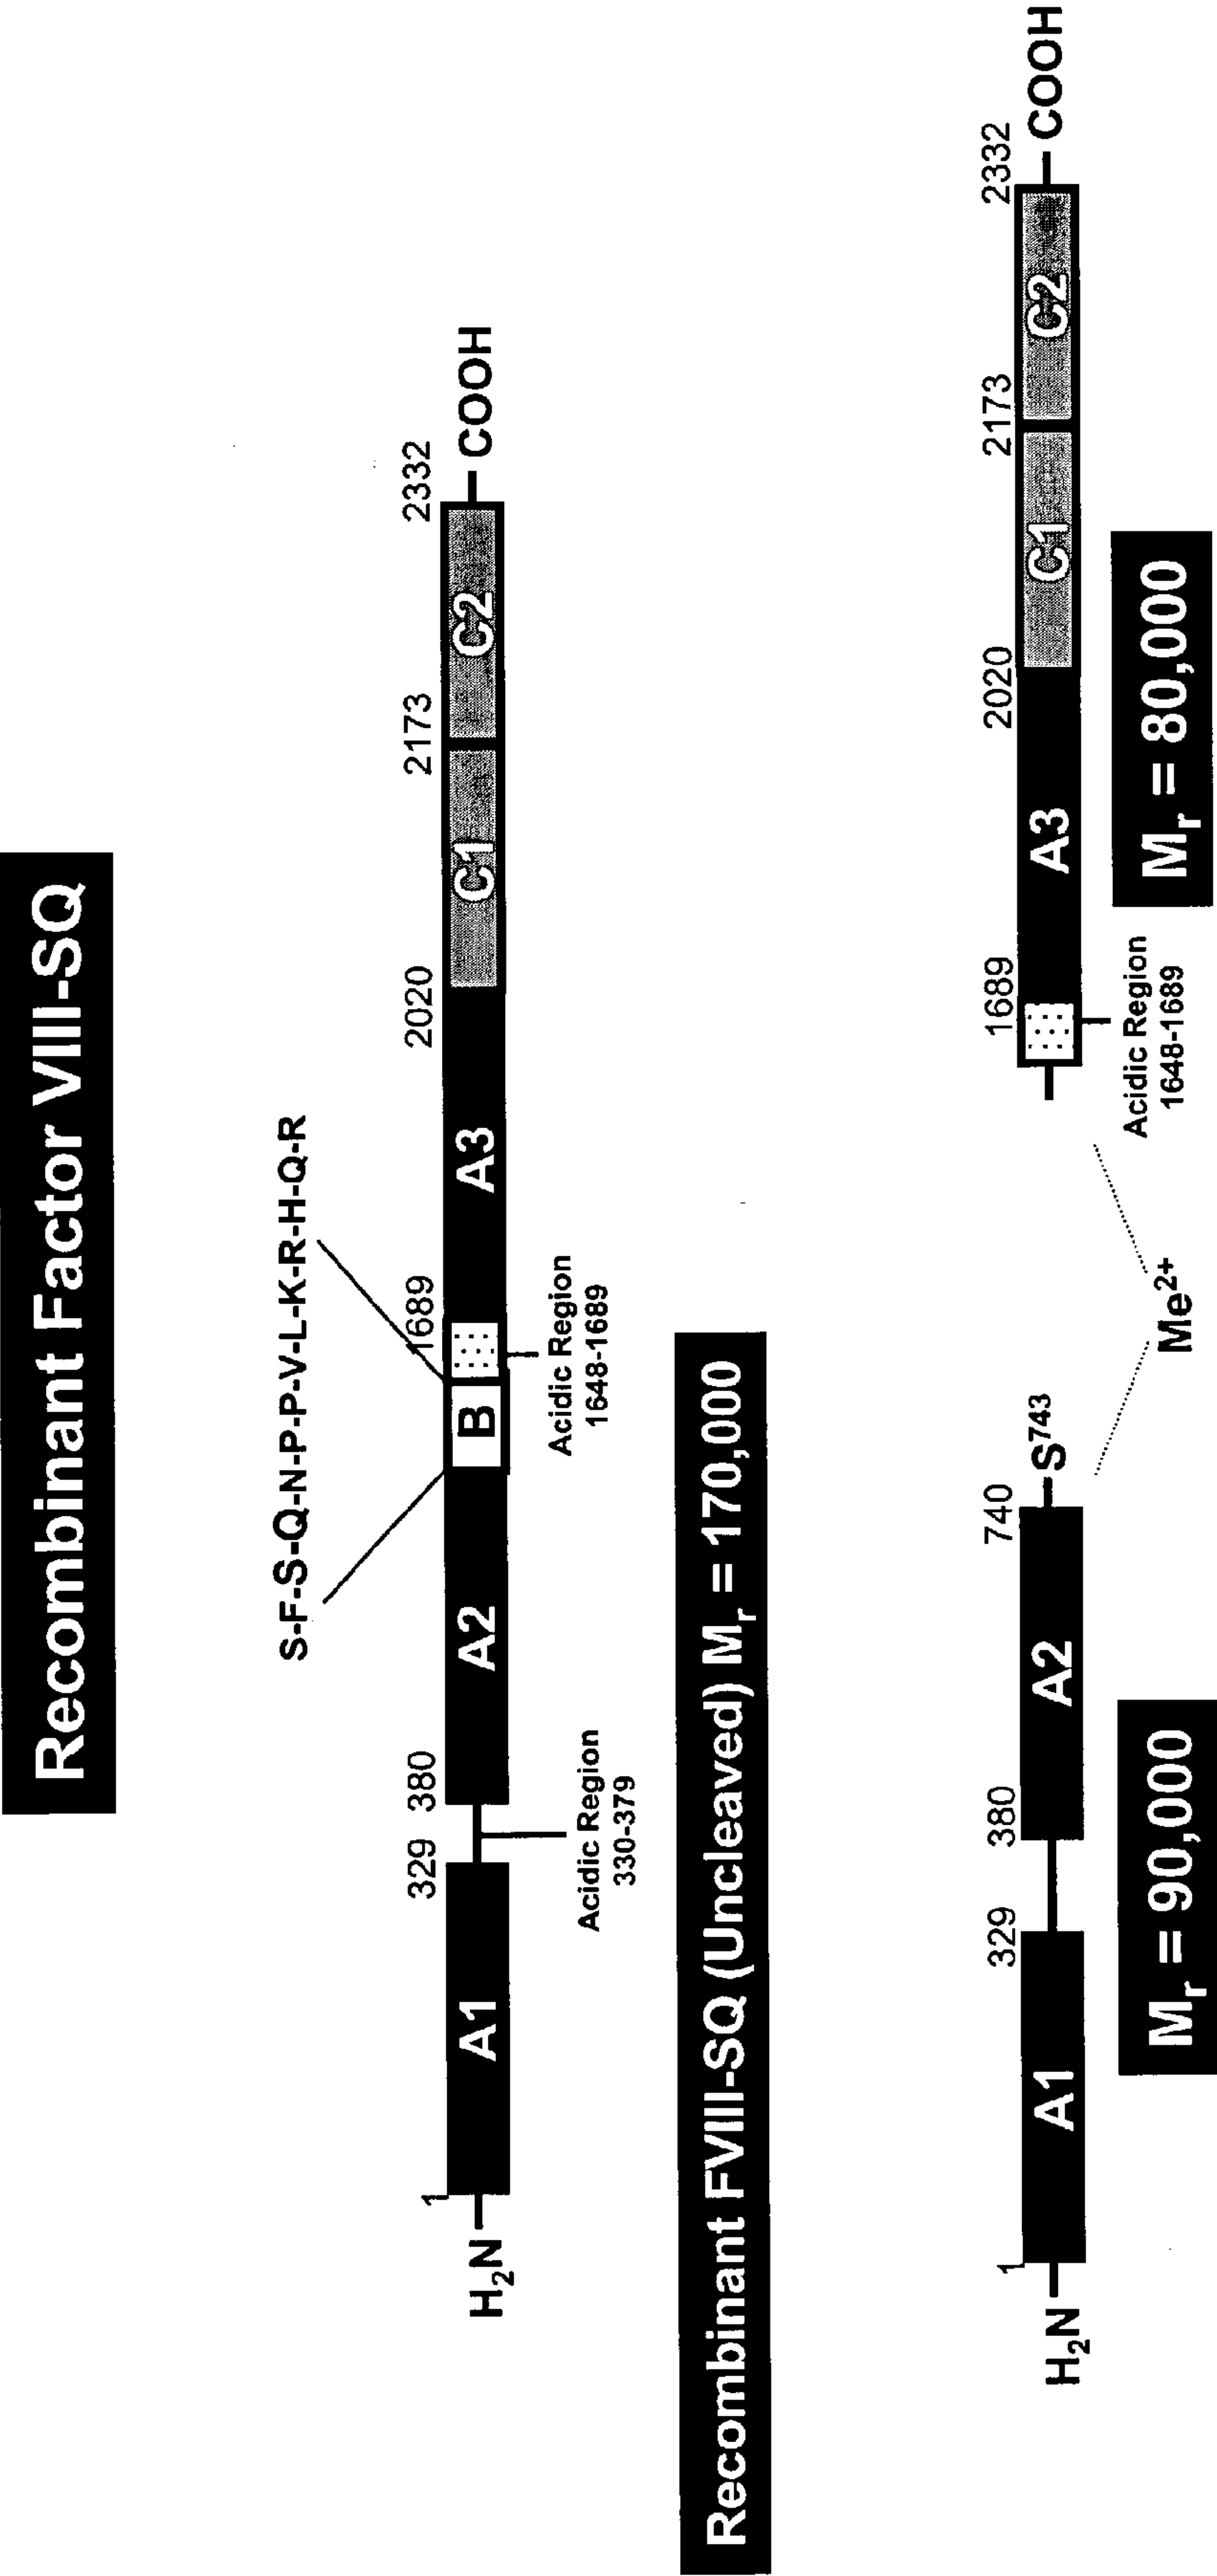 Recombinant Factor VIII-SQ
S-F-S-Q-N-P-P-V-L-K-R-H-Q-R
1
329
380
1689
2020
2173
2332
H₂N
A1
A2
B
A3
C1
C2
COOH
Acidic Region
330-379
Acidic Region
1648-1689
Recombinant FVIII-SQ (Uncleaved) Mᵣ = 170,000
1
329
380
740
1689
2020
2173
2332
H₂N
A1
A2
S⁷⁴³
A3
C1
C2
COOH
Acidic Region
1648-1689
Me²⁺
Mᵣ = 90,000
Mᵣ = 80,000